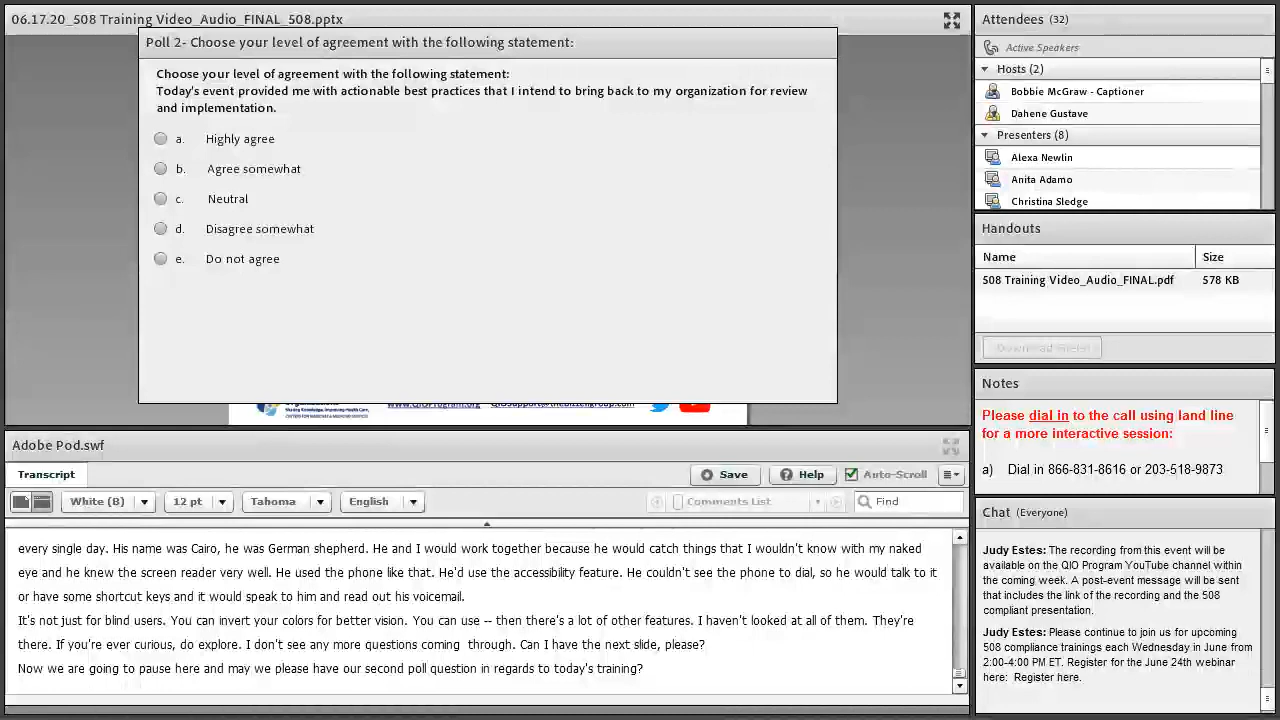 06.17.20_508 Training Video_Audio_FINAL_508.pptx
Poll 2- Choose your level of agreement with the following statement:
Choose your level of agreement with the following statement:
Today's event provided me with actionable best practices that I intend to bring back to my organization for review
and implementation.
a. Highly agree
b. Agree somewhat
c. Neutral
d. Disagree somewhat
e. Do not agree
Adobe Pod.swf
Transcript
Save
Help
Auto-Scroll
White (B)
12 pt
Tahoma
English
Comments List
Find
every single day. His name was Cairo, he was German shepherd. He and I would work together because he would catch things that I wouldn't know with my naked
eye and he knew the screen reader very well. He used the phone like that. He'd use the accessibility feature. He couldn't see the phone to dial, so he would talk to it
or have some shortcut keys and it would speak to him and read out his voicemail.
It's not just for blind users. You can invert your colors for better vision. You can use -- then there's a lot of other features. I haven't looked at all of them. They're
there. If you're ever curious, do explore. I don't see any more questions coming  through. Can I have the next slide, please?
Now we are going to pause here and may we please have our second poll question in regards to today's training?
Attendees (32)
Active Speakers
Hosts (2)
Bobbie McGraw - Captioner
Dahene Gustave
Presenters (8)
Alexa Newlin
Anita Adamo
Christina Sledge
Handouts
Name Size
508 Training Video_Audio_FINAL.pdf 578 KB
Notes
Please dial in to the call using land line
for a more interactive session:
a) Dial in 866-831-8616 or 203-518-9873
Chat (Everyone)
Judy Estes: The recording from this event will be
available on the QIO Program YouTube channel within
the coming week. A post-event message will be sent
that includes the link of the recording and the 508
compliant presentation.
Judy Estes: Please continue to join us for upcoming
508 compliance trainings each Wednesday in June from
2:00-4:00 PM ET. Register for the June 24th webinar
here:  Register here.